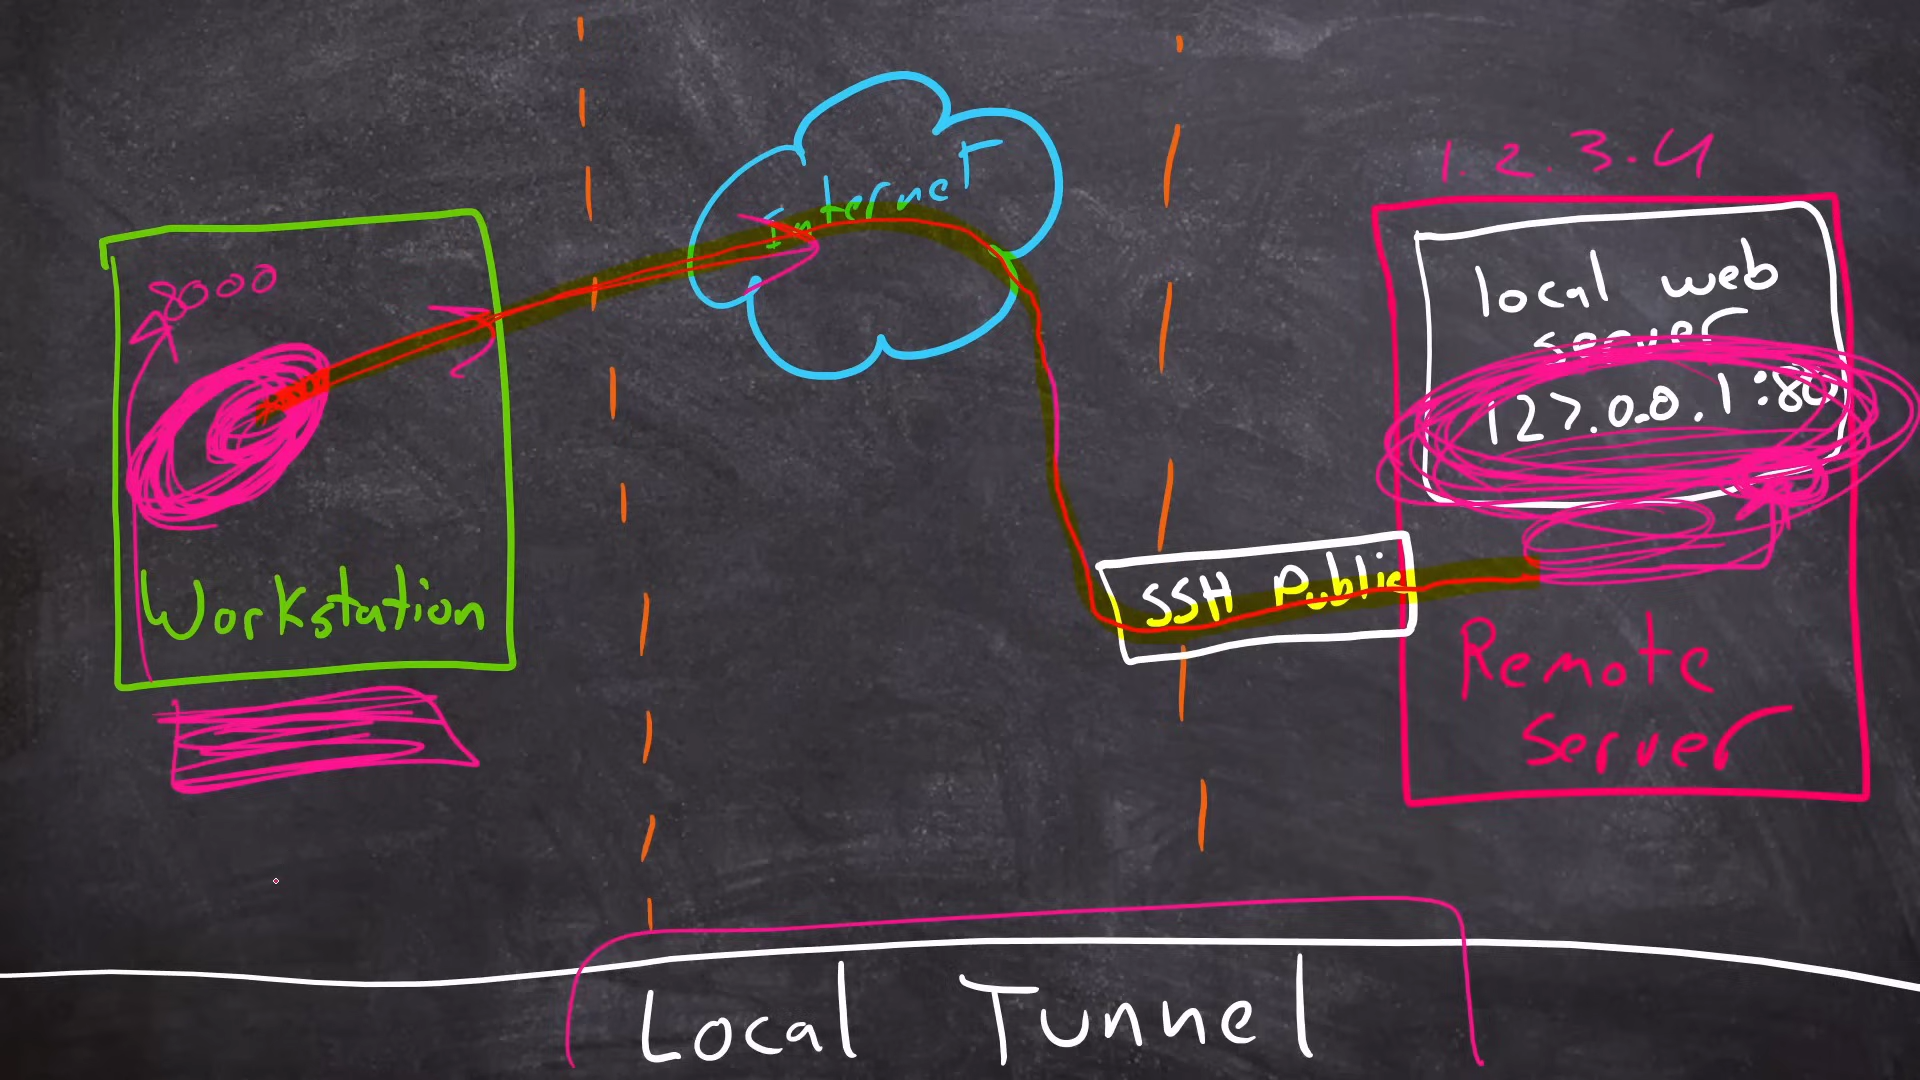 Internet
1.2.3.4
8000
local web
server
127.0.0.1:80
Workstation
SSH Public
Remote
Server
Local Tunnel